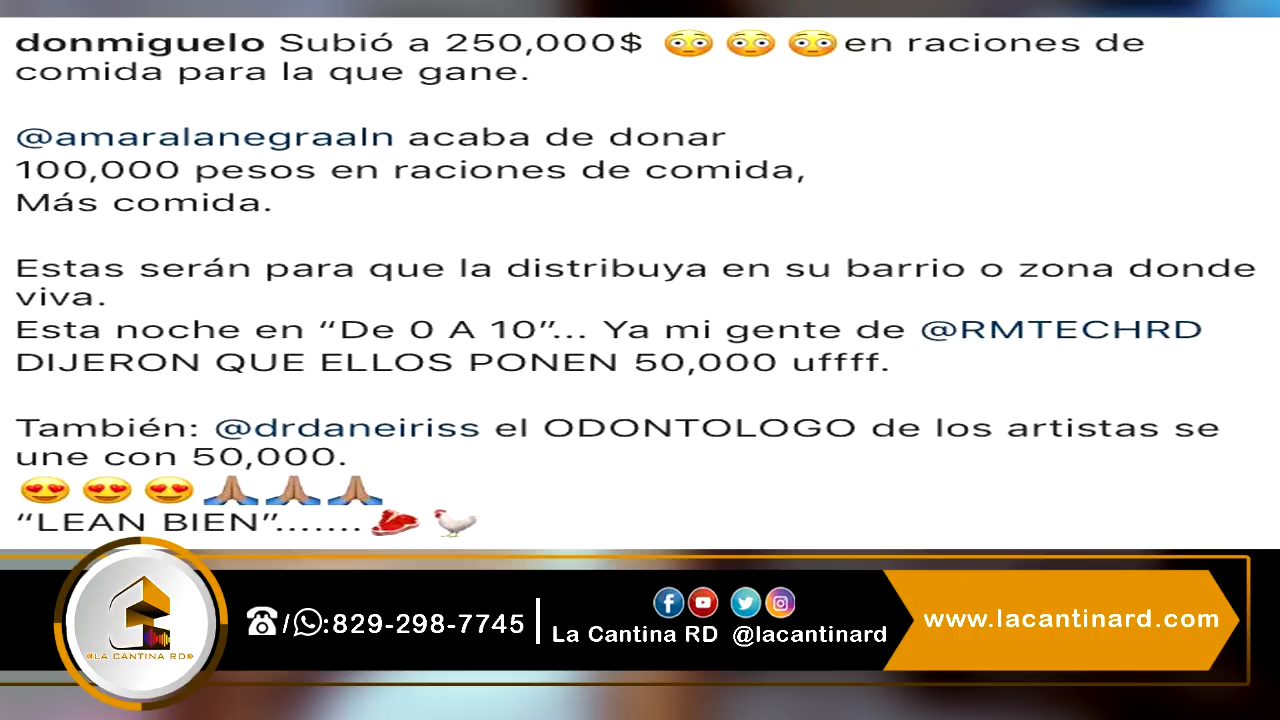 donmiguelo Subió a 250,000$ 😳 😳 😳 en raciones de
comida para la que gane.
@amaralanegraaln acaba de donar
100,000 pesos en raciones de comida,
Más comida.
Estas serán para que la distribuya en su barrio o zona donde
viva.
Esta noche en “De 0 A 10”... Ya mi gente de @RMTECHRD
DIJERON QUE ELLOS PONEN 50,000 uffff.
También: @drdaneiriss el ODONTOLOGO de los artistas se
une con 50,000.
😍 😍 😍 🙏🏽 🙏🏽 🙏🏽
“LEAN BIEN”....... 🥩 🐓
«LA CANTINA RD»
☎/:829-298-7745
La Cantina RD @lacantinard
www.lacantinard.com